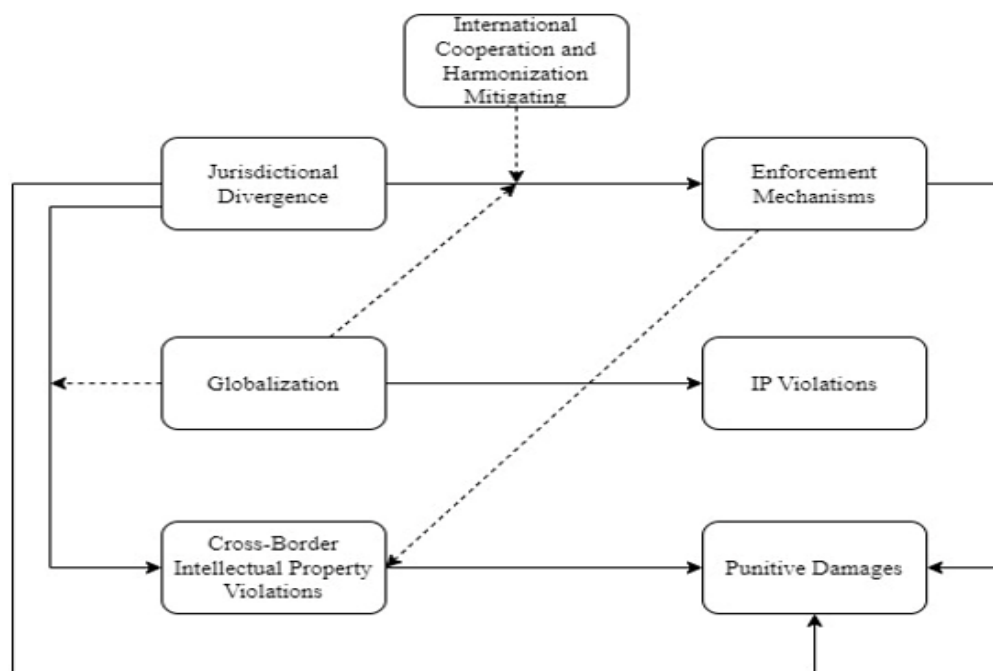 International
Cooperation and
Harmonization
Mitigating
Jurisdictional
Divergence
Enforcement
Mechanisms
Globalization
IP Violations
Cross-Border
Intellectual Property
Violations
Punitive Damages